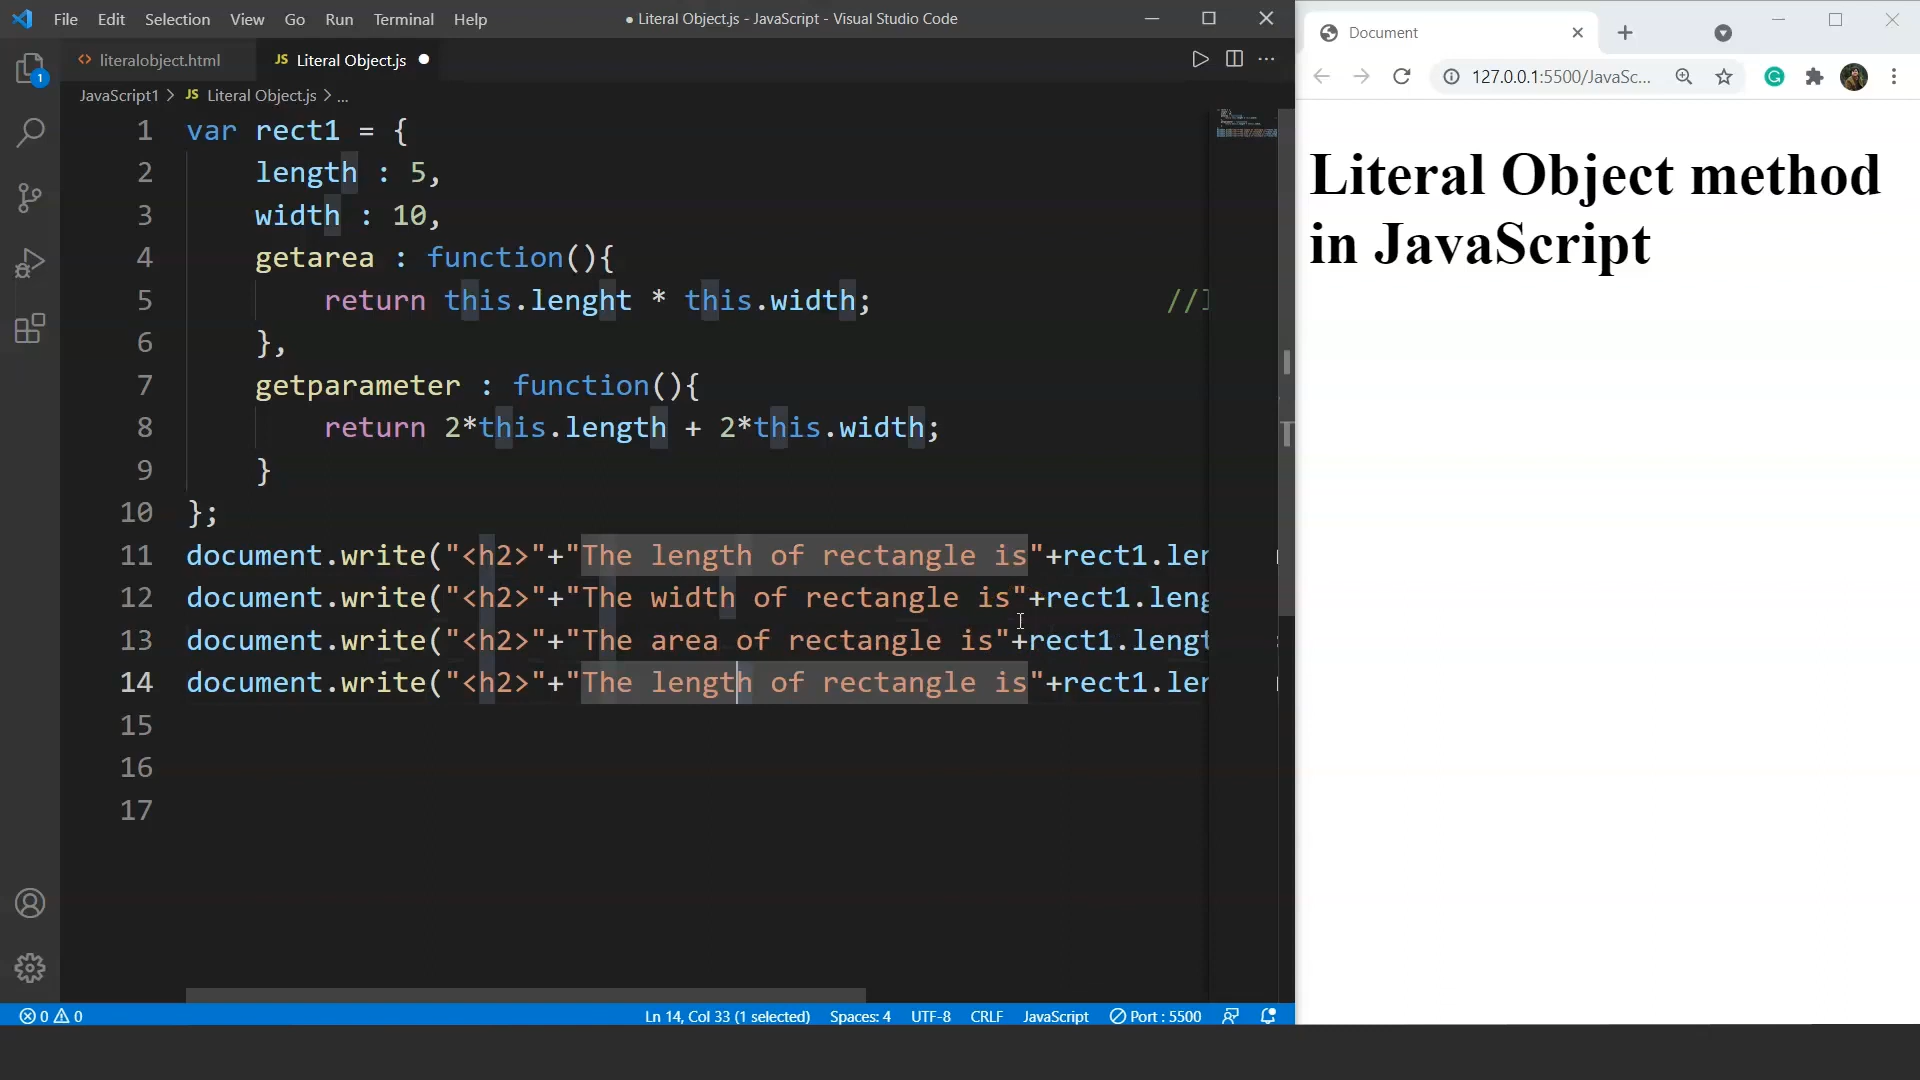 File Edit Selection View Go Run Terminal Help
● Literal Object.js - JavaScript - Visual Studio Code
literalobject.html
JS Literal Object.js
JavaScript1 > JS Literal Object.js > ...
1 var rect1 = {
2 length : 5,
3 width : 10,
4 getarea : function(){
5 return this.lenght * this.width; //
6 },
7 getparameter : function(){
8 return 2*this.length + 2*this.width;
9 }
10 };
11 document.write("<h2>"+"The length of rectangle is"+rect1.len
12 document.write("<h2>"+"The width of rectangle is"+rect1.leng
13 document.write("<h2>"+"The area of rectangle is"+rect1.lengt
14 document.write("<h2>"+"The length of rectangle is"+rect1.len
15
16
17
1
0 0
Ln 14, Col 33 (1 selected) Spaces: 4 UTF-8 CRLF JavaScript Port : 5500
Document
127.0.0.1:5500/JavaSc...
Literal Object method
in JavaScript